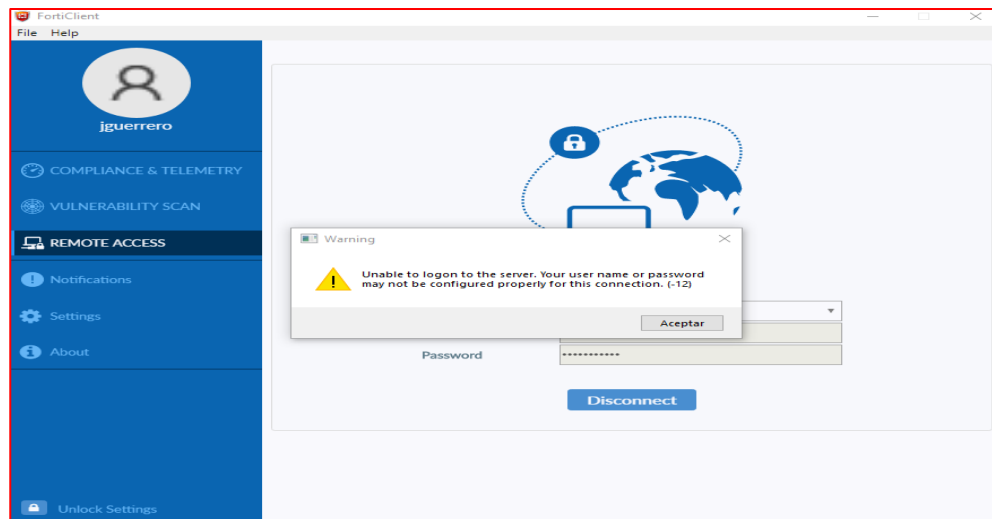 FortiClient
File Help
jguerrero
COMPLIANCE & TELEMETRY
VULNERABILITY SCAN
REMOTE ACCESS
Notifications
Settings
About
Unlock Settings
Warning
Unable to logon to the server. Your user name or password
may not be configured properly for this connection. (-12)
Aceptar
Password
•••••••••••
Disconnect